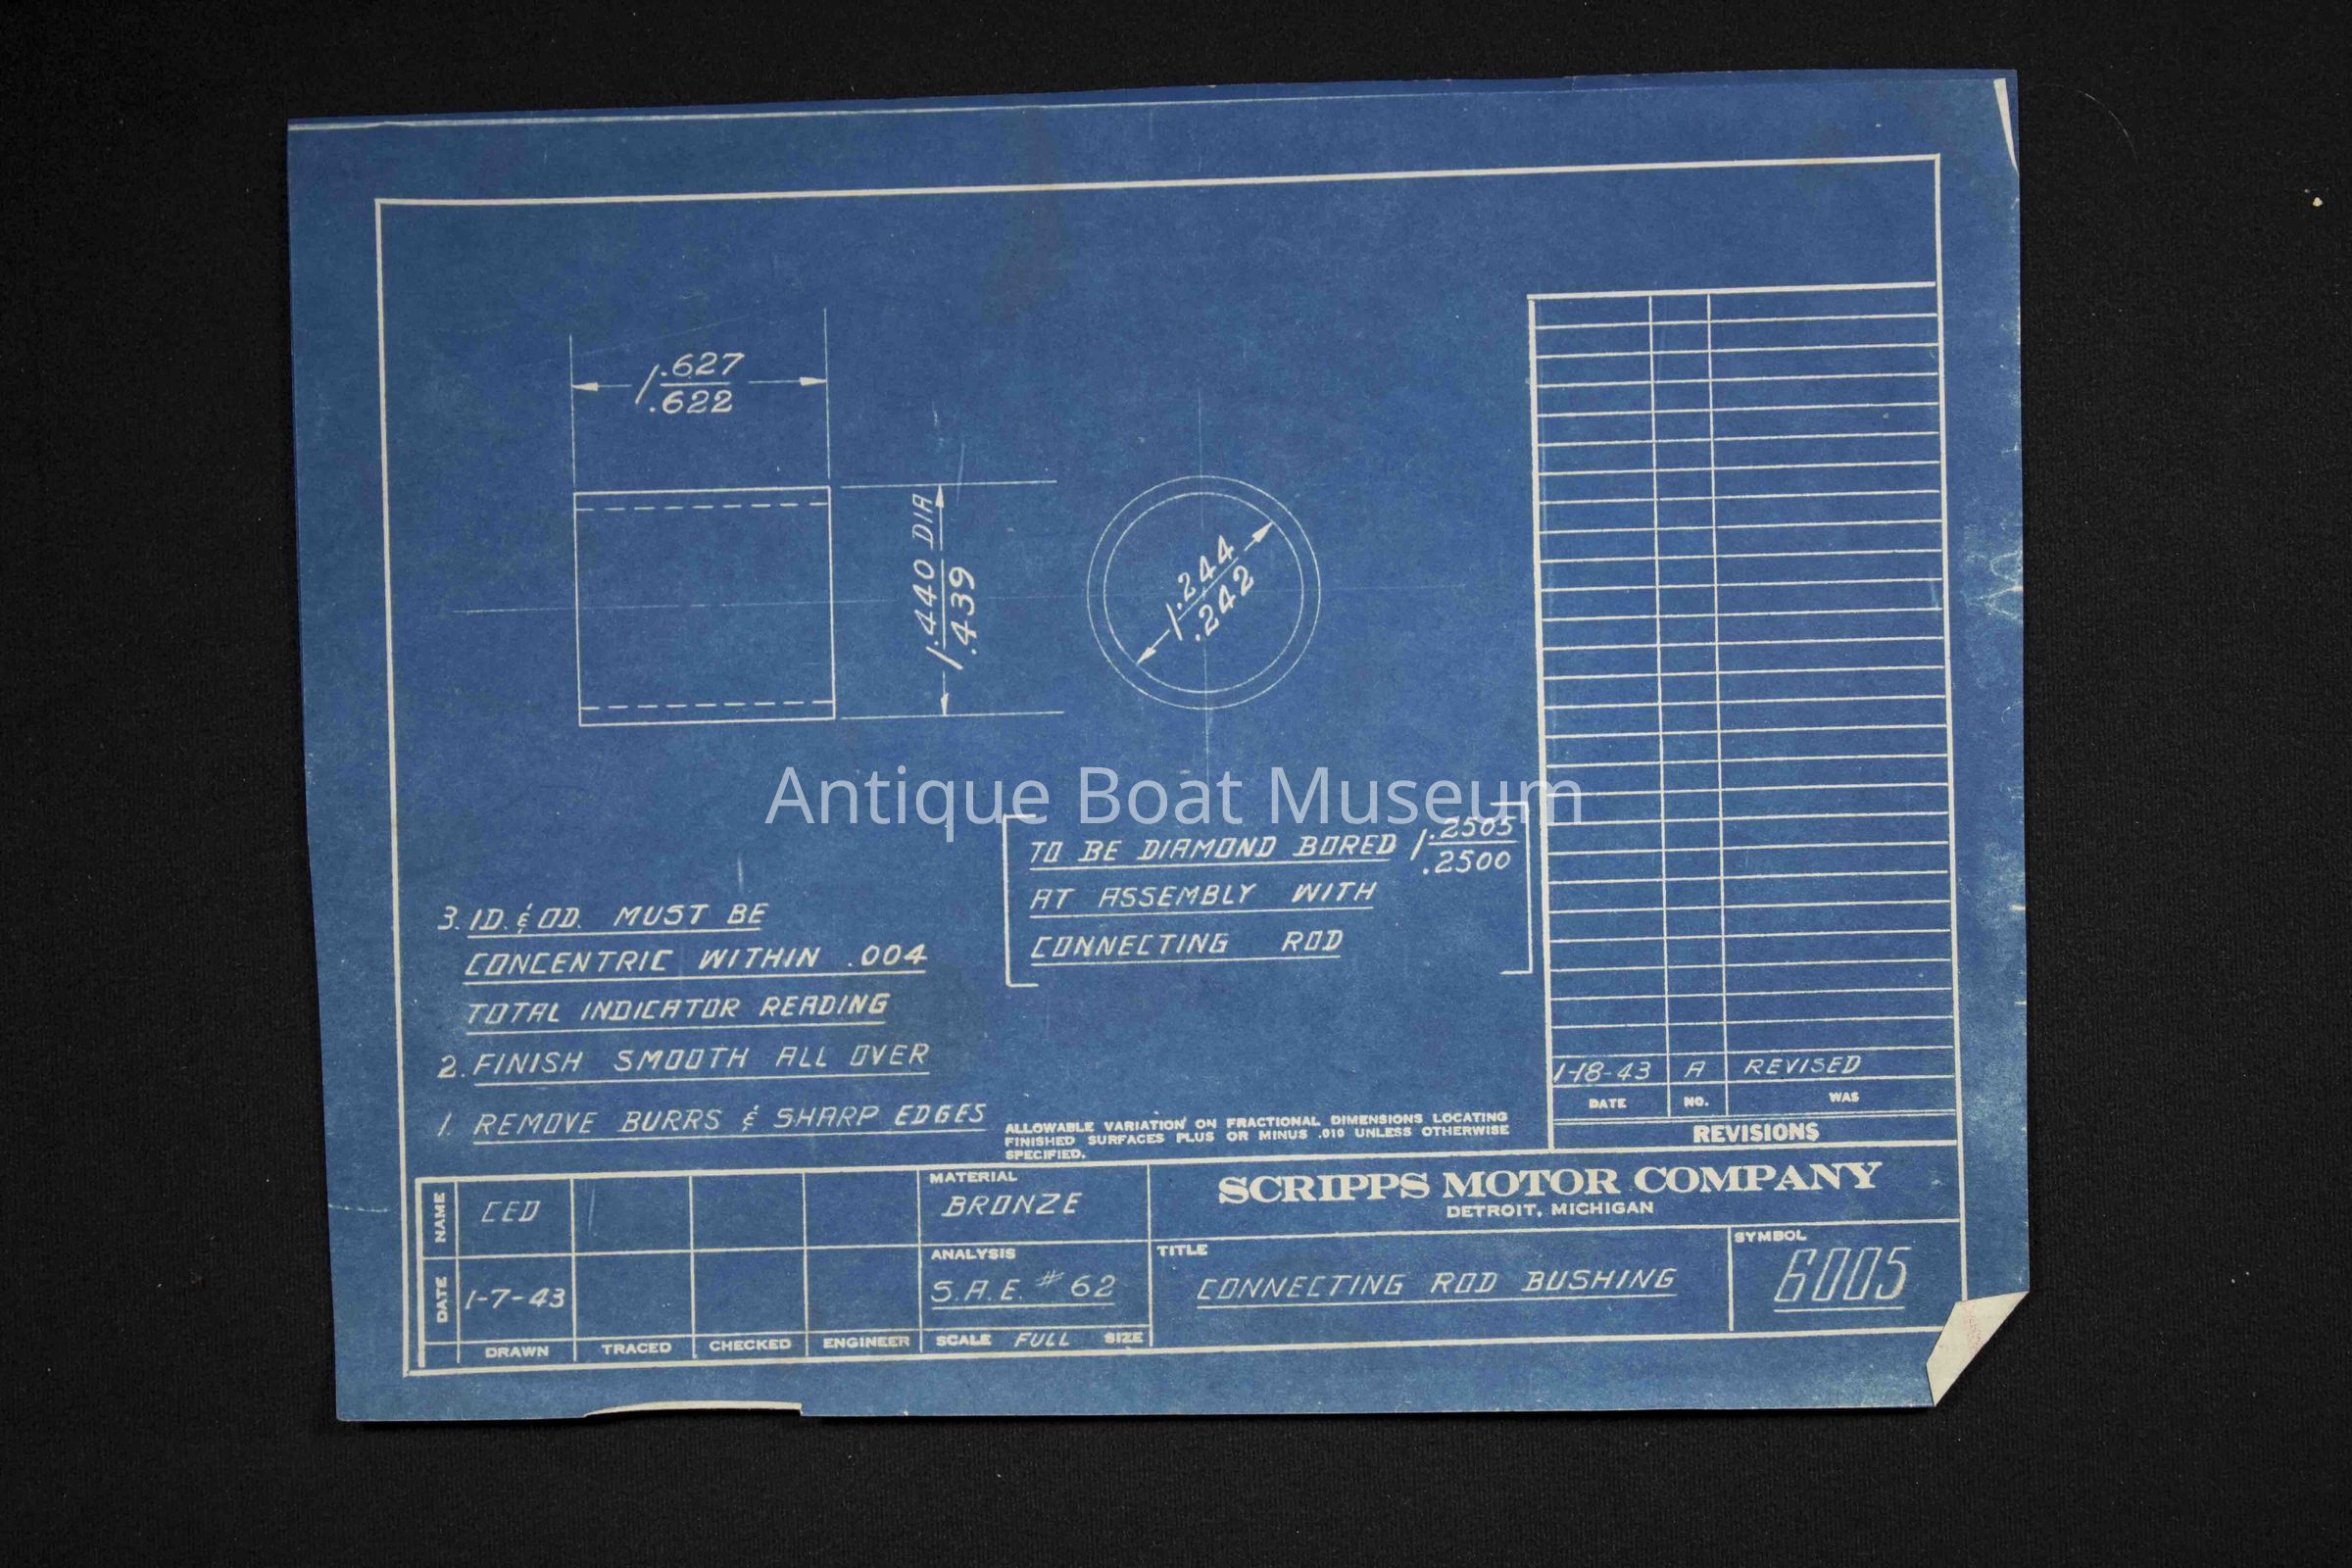 1.627
.622
1.440 DIA
.439
1.244
.242
Antique Boat Museum
TO BE DIAMOND BORED 1.2505
.2500
AT ASSEMBLY WITH
CONNECTING ROD
3. ID. & OD. MUST BE
CONCENTRIC WITHIN .004
TOTAL INDICATOR READING
2. FINISH SMOOTH ALL OVER
1. REMOVE BURRS & SHARP EDGES
ALLOWABLE VARIATION ON FRACTIONAL DIMENSIONS LOCATING
FINISHED SURFACES PLUS OR MINUS .010 UNLESS OTHERWISE
SPECIFIED.
1-18-43 A REVISED
DATE NO. WAS
REVISIONS
NAME CED
DATE 1-7-43
DRAWN TRACED CHECKED ENGINEER
MATERIAL
BRONZE
ANALYSIS
S.A.E. #62
SCALE FULL SIZE
SCRIPPS MOTOR COMPANY
DETROIT, MICHIGAN
TITLE
CONNECTING ROD BUSHING
SYMBOL
6005